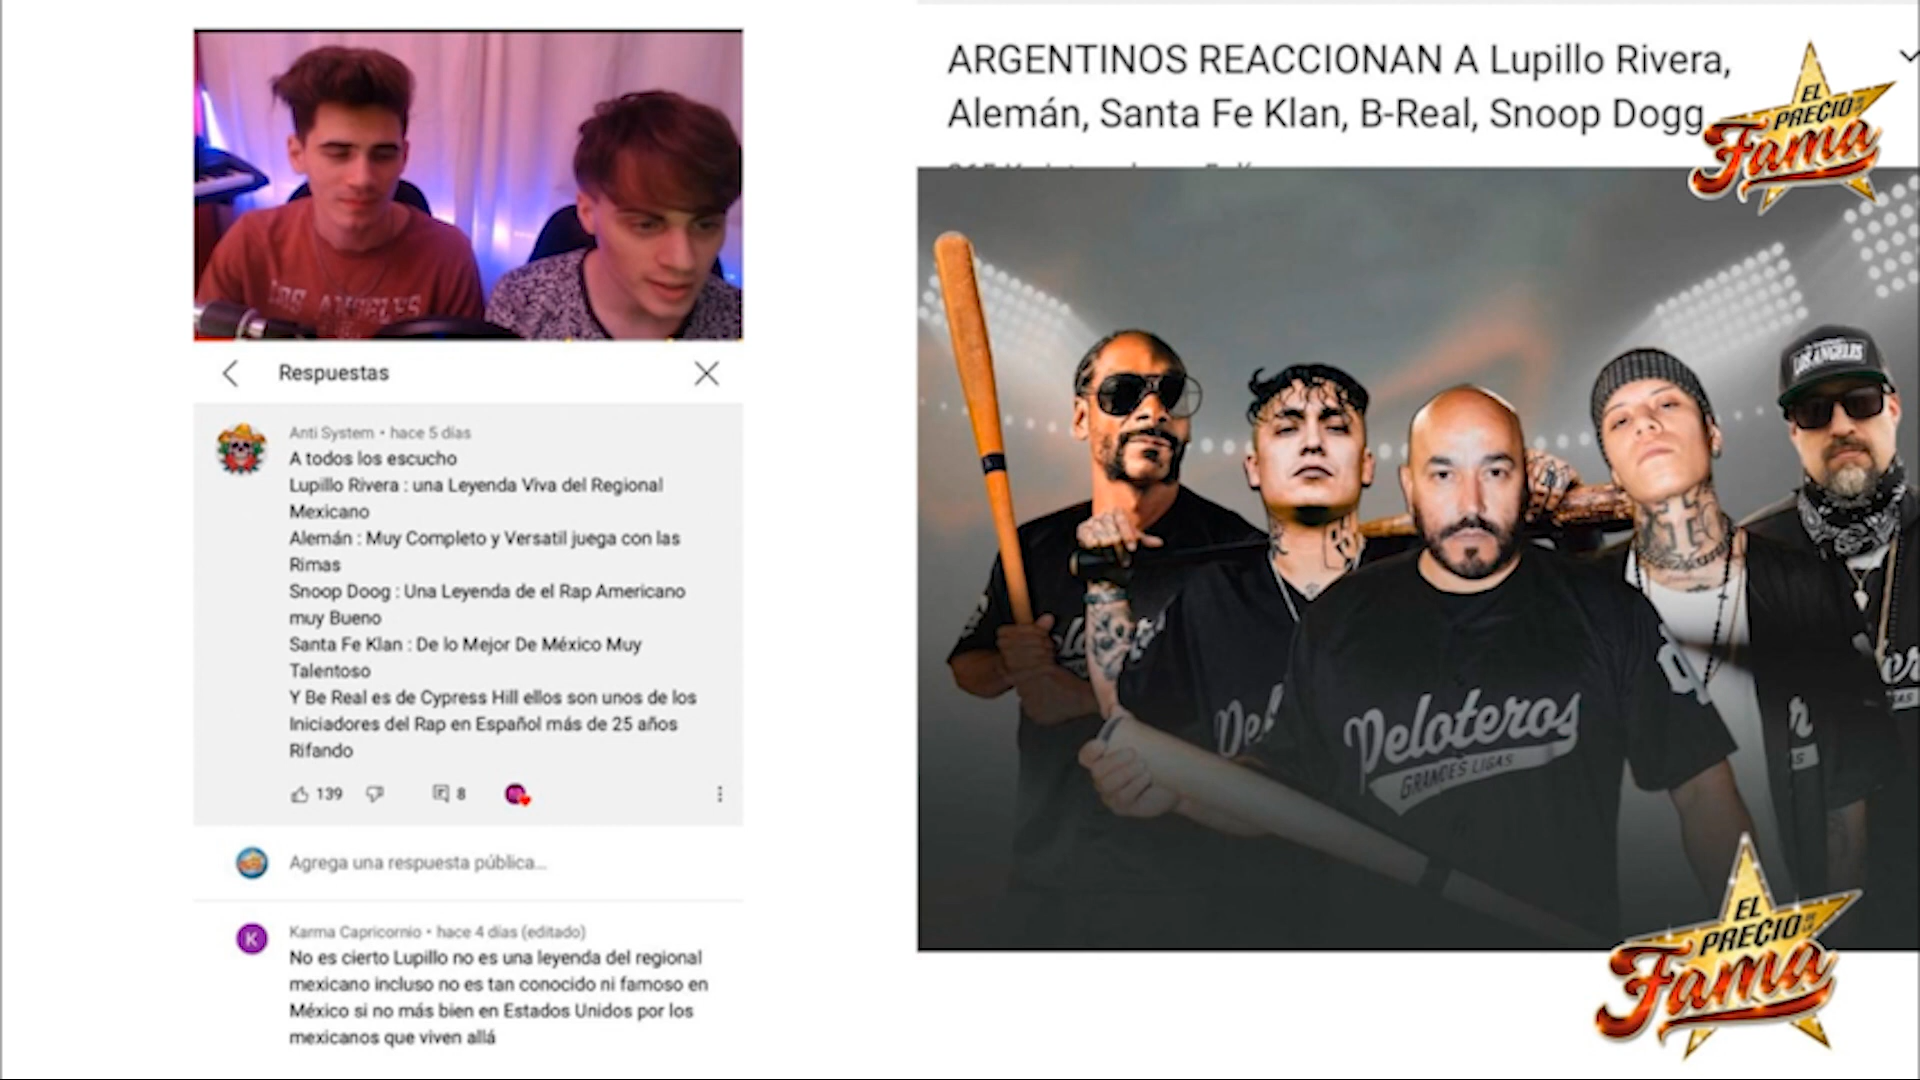 LOS ANGELES
Respuestas
Anti System • hace 5 días
A todos los escucho
Lupillo Rivera : una Leyenda Viva del Regional
Mexicano
Alemán : Muy Completo y Versatil juega con las
Rimas
Snoop Doog : Una Leyenda de el Rap Americano
muy Bueno
Santa Fe Klan : De lo Mejor De México Muy
Talentoso
Y Be Real es de Cypress Hill ellos son unos de los
Iniciadores del Rap en Español más de 25 años
Rifando
139
8
Agrega una respuesta pública...
K
Karma Capricornio • hace 4 días (editado)
No es cierto Lupillo no es una leyenda del regional
mexicano incluso no es tan conocido ni famoso en
México si no más bien en Estados Unidos por los
mexicanos que viven allá
ARGENTINOS REACCIONAN A Lupillo Rivera,
Alemán, Santa Fe Klan, B-Real, Snoop Dogg
EL
PRECIO DE LA
Fama
LOS ANGELES
Peloteros
GRANDES LIGAS
EL
PRECIO DE LA
Fama